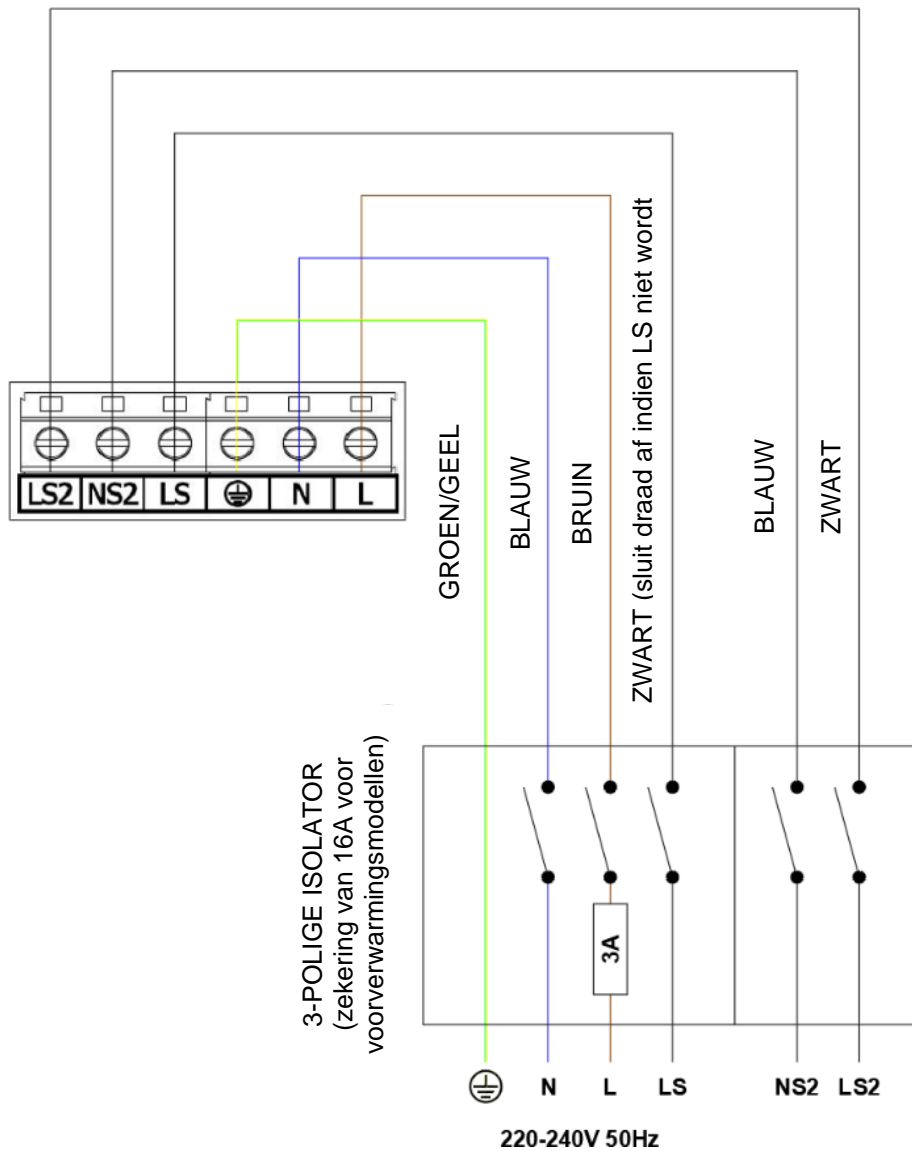 LS2 NS2 LS N L
GROEN/GEEL
BLAUW
BRUIN
ZWART (sluit draad af indien LS niet wordt
BLAUW
ZWART
3-POLIGE ISOLATOR
(zekering van 16A voor
voorverwarmingsmodellen)
3A
N L LS NS2 LS2
220-240V 50Hz